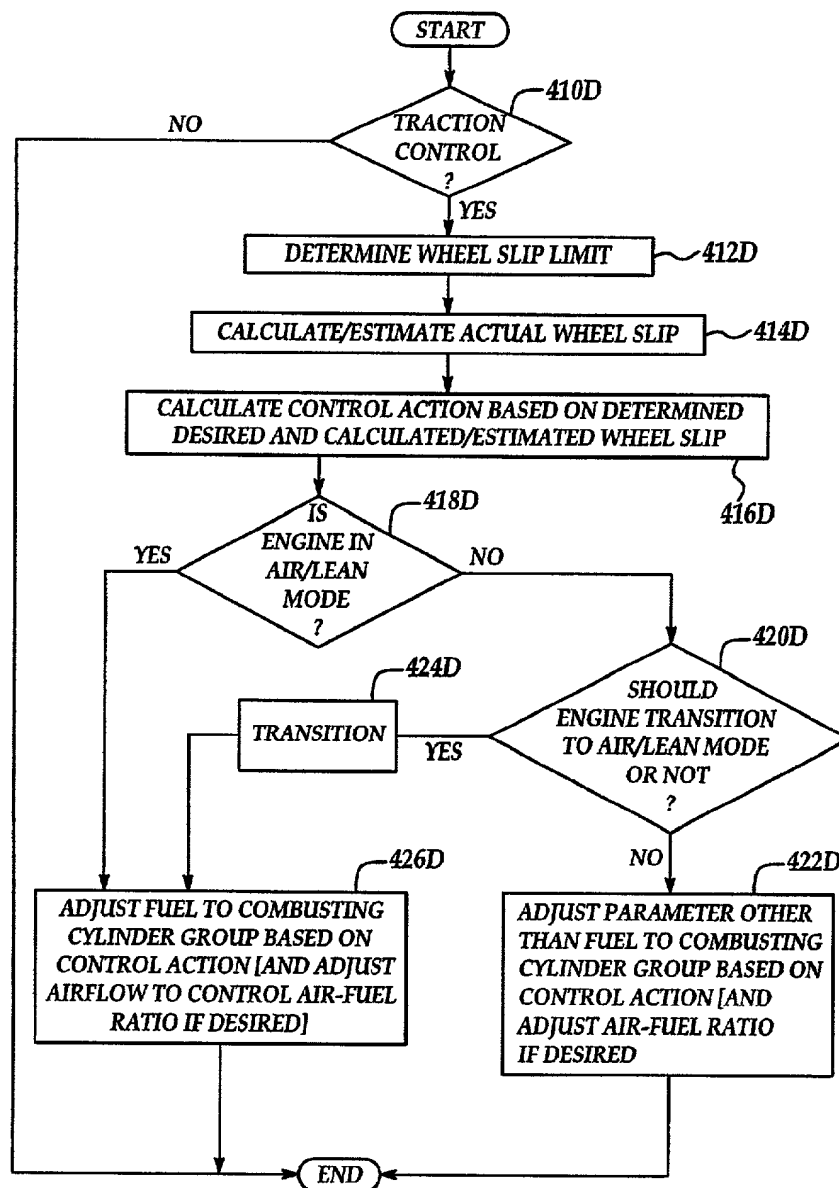 START
410D
NO
TRACTION
CONTROL
?
YES
DETERMINE WHEEL SLIP LIMIT
412D
CALCULATE/ESTIMATE ACTUAL WHEEL SLIP
414D
CALCULATE CONTROL ACTION BASED ON DETERMINED
DESIRED AND CALCULATED/ESTIMATED WHEEL SLIP
416D
418D
IS
ENGINE IN
AIR/LEAN
MODE
?
YES
NO
420D
SHOULD
ENGINE TRANSITION
TO AIR/LEAN MODE
OR NOT
?
424D
TRANSITION
YES
NO
426D
ADJUST FUEL TO COMBUSTING
CYLINDER GROUP BASED ON
CONTROL ACTION [AND ADJUST
AIRFLOW TO CONTROL AIR-FUEL
RATIO IF DESIRED]
422D
ADJUST PARAMETER OTHER
THAN FUEL TO COMBUSTING
CYLINDER GROUP BASED ON
CONTROL ACTION [AND
ADJUST AIR-FUEL RATIO
IF DESIRED
END